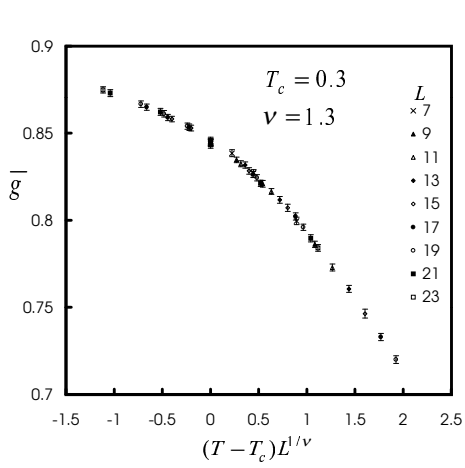 0.9
T_c = 0.3
L
ν = 1.3
× 7
▲ 9
△ 11
♦ 13
◇ 15
● 17
○ 19
■ 21
□ 23
0.85
g̅
0.8
0.75
0.7
-1.5 -1 -0.5 0 0.5 1 1.5 2 2.5
(T − T_c)L^{1/ν}